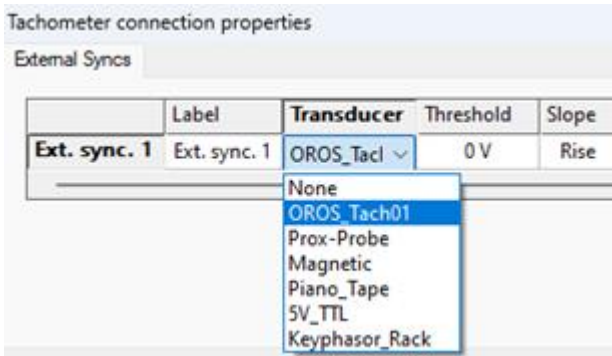 Tachometer connection properties
External Syncs
Label Transducer Threshold Slope
Ext. sync. 1 Ext. sync. 1 OROS_Tacl 0 V Rise
None
OROS_Tach01
Prox-Probe
Magnetic
Piano_Tape
5V_TTL
Keyphasor_Rack